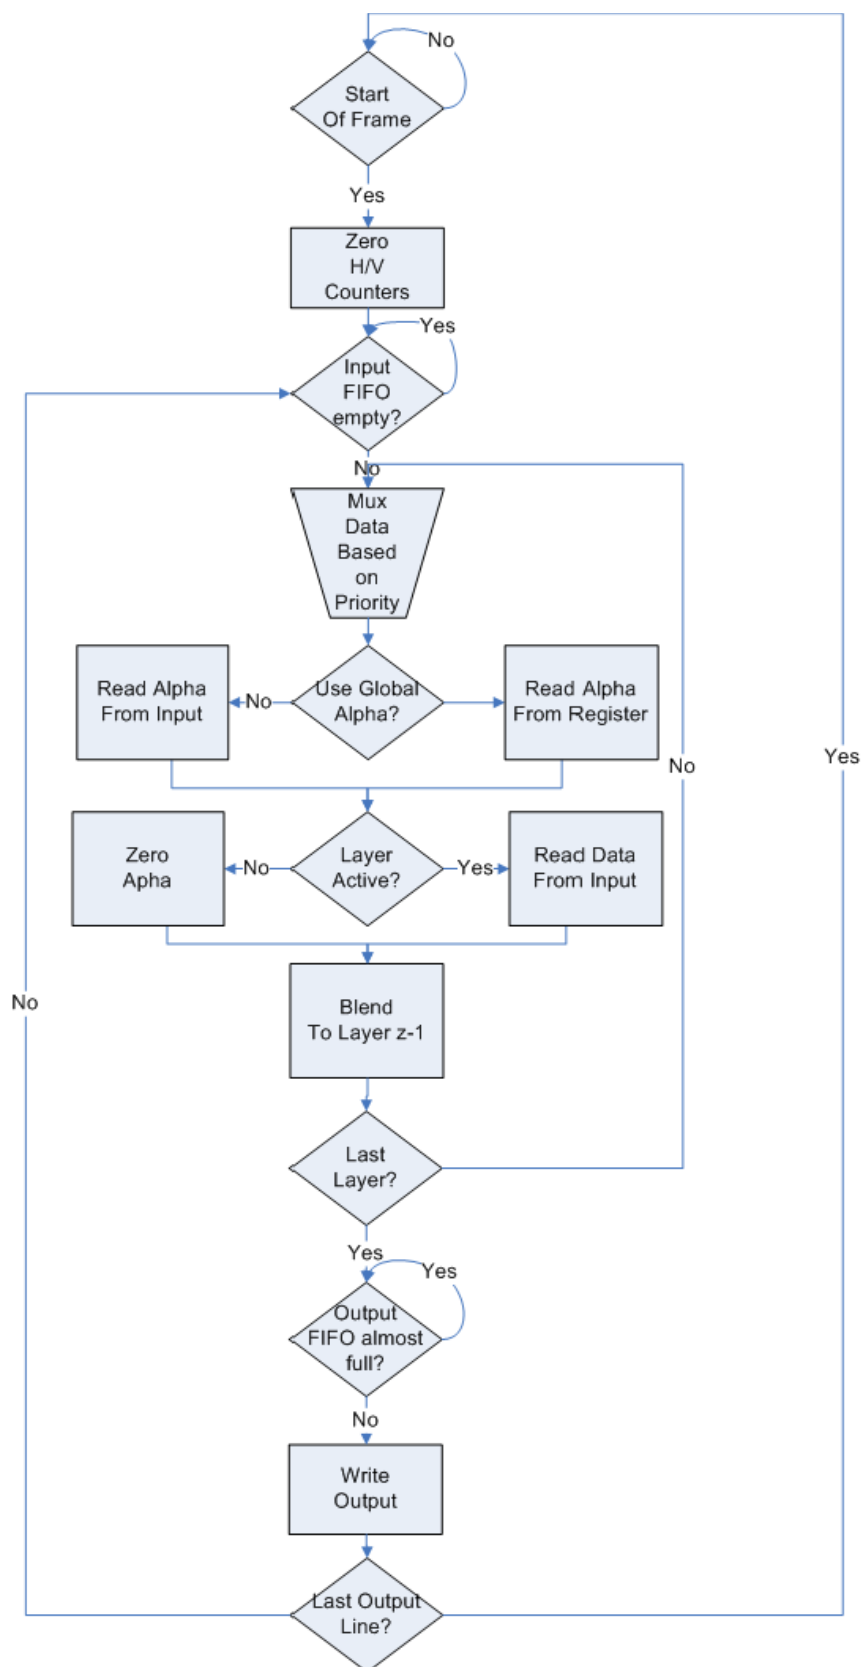 No
Start
Of Frame
Yes
Zero
H/V
Counters
Yes
Input
FIFO
empty?
No
Mux
Data
Based
on
Priority
Read Alpha
From Input
No
Use Global
Alpha?
Read Alpha
From Register
No
Yes
Zero
Apha
No
Layer
Active?
Yes
Read Data
From Input
No
Blend
To Layer z-1
Last
Layer?
Yes
Yes
Output
FIFO almost
full?
No
Write
Output
Last Output
Line?